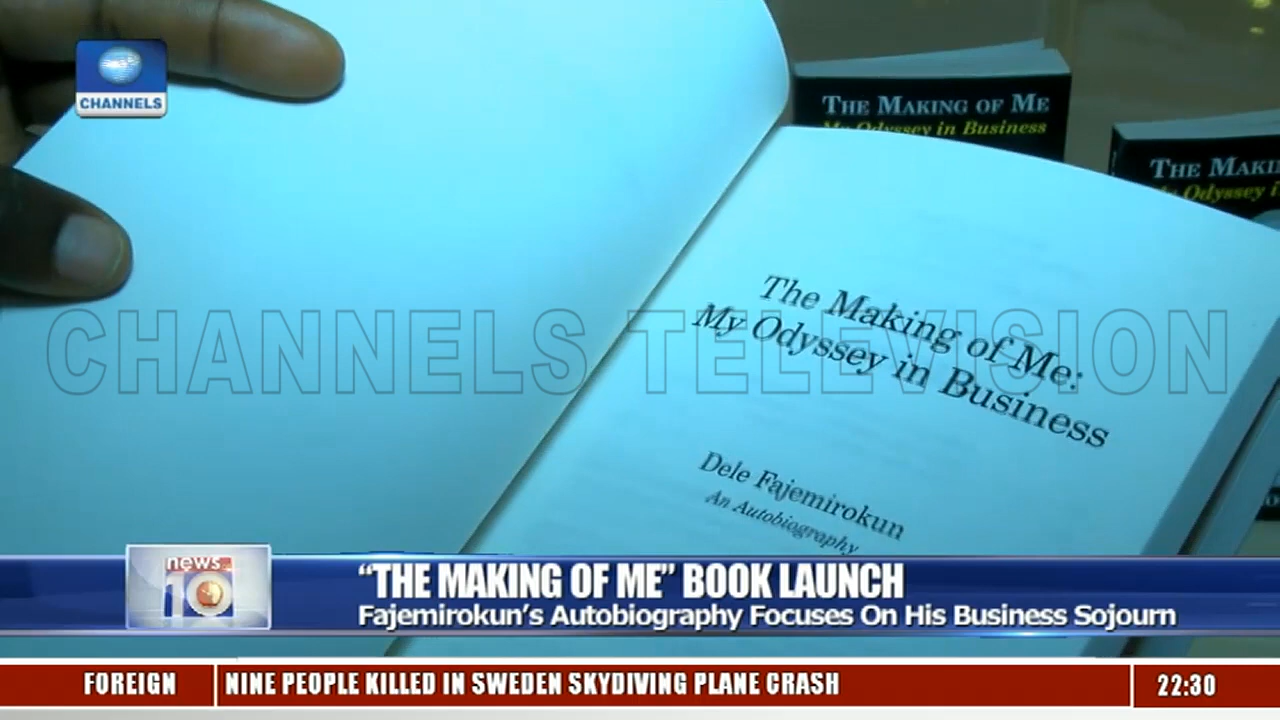 CHANNELS
THE MAKING OF ME
My Odyssey in Business
THE
My Odyssey
CHANNELS TELEVISION
The Making of Me:
My Odyssey in Business
Dele Fajemirokun
An Autobiography
news
10
"THE MAKING OF ME" BOOK LAUNCH
Fajemirokun's Autobiography Focuses On His Business Sojourn
FOREIGN
NINE PEOPLE KILLED IN SWEDEN SKYDIVING PLANE CRASH
22:30